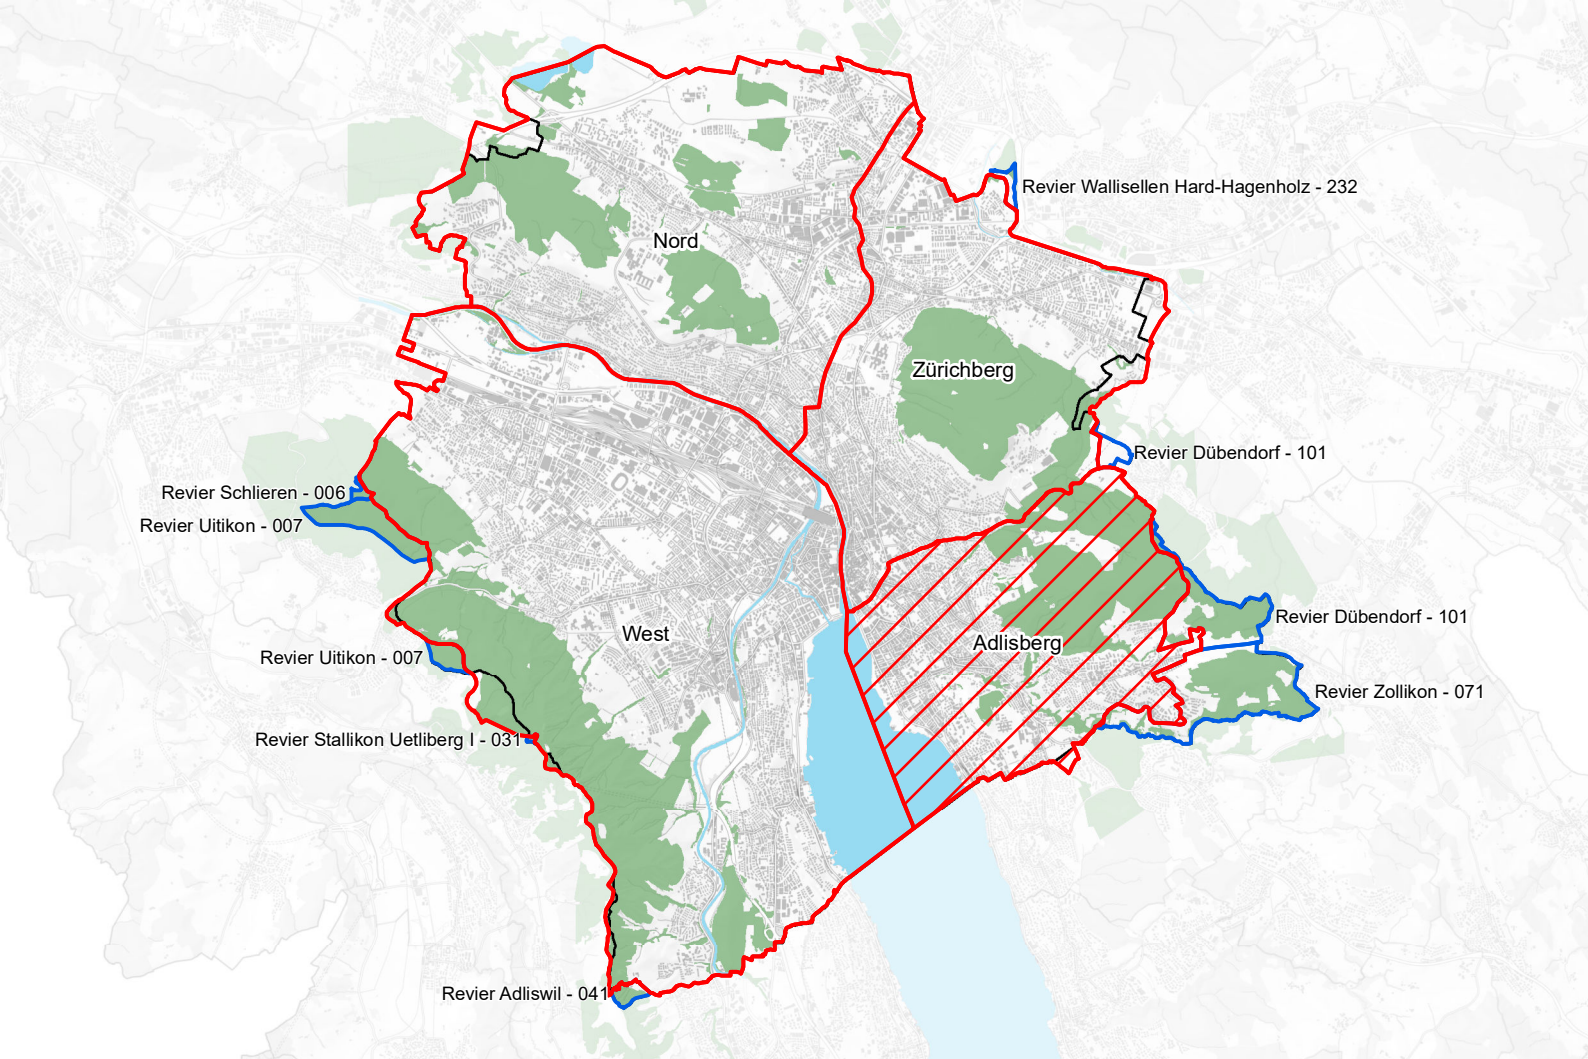 Revier Wallisellen Hard-Hagenholz - 232
Nord
Zürichberg
Revier Dübendorf - 101
Revier Schlieren - 006
Revier Uitikon - 007
Revier Dübendorf - 101
West
Adlisberg
Revier Uitikon - 007
Revier Zollikon - 071
Revier Stallikon Uetliberg I - 031
Revier Adliswil - 041